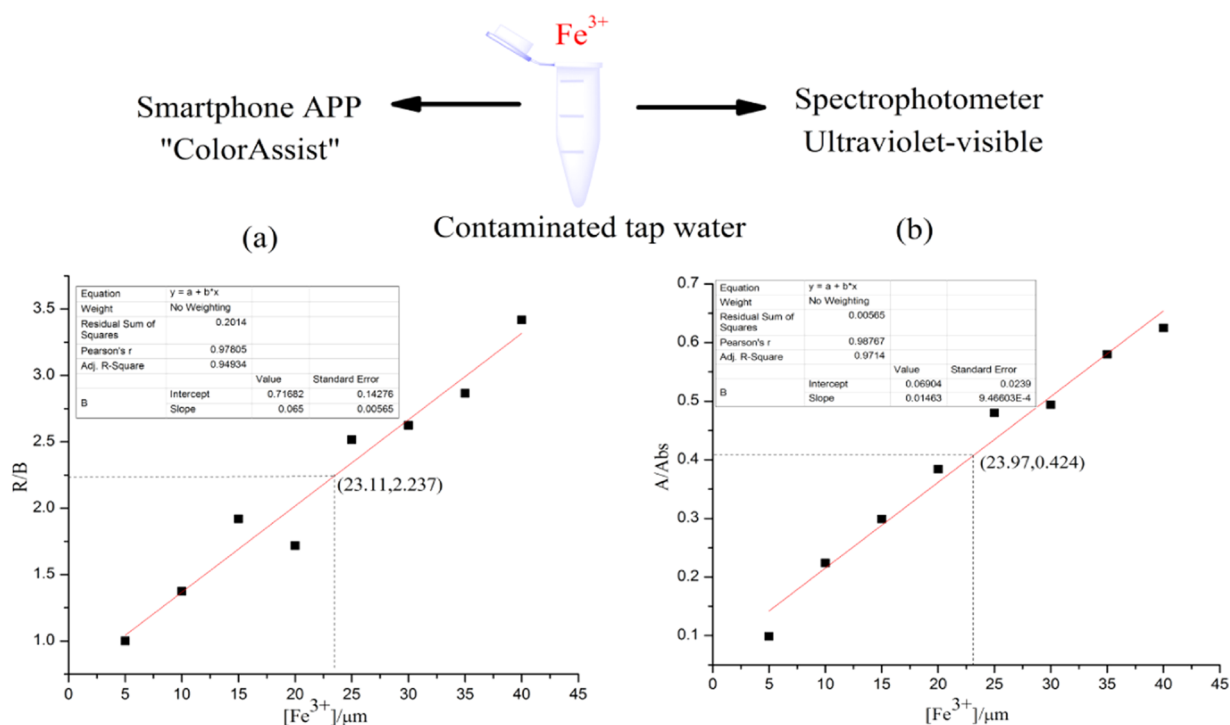 Fe³⁺
Smartphone APP
"ColorAssist"
Spectrophotometer
Ultraviolet-visible
Contaminated tap water
(a)
Equation y = a + b*x
Weight No Weighting
Residual Sum of Squares 0.2014
Pearson's r 0.97805
Adj. R-Square 0.94934
Value Standard Error
B Intercept 0.71682 0.14276
Slope 0.065 0.00565
3.5
3.0
2.5
2.0
1.5
1.0
R/B
(23.11,2.237)
0 5 10 15 20 25 30 35 40 45
[Fe³⁺]/μm
(b)
Equation y = a + b*x
Weight No Weighting
Residual Sum of Squares 0.00565
Pearson's r 0.98767
Adj. R-Square 0.9714
Value Standard Error
B Intercept 0.06904 0.0239
Slope 0.01463 9.46603E-4
0.7
0.6
0.5
0.4
0.3
0.2
0.1
A/Abs
(23.97,0.424)
0 5 10 15 20 25 30 35 40 45
[Fe³⁺]/μm